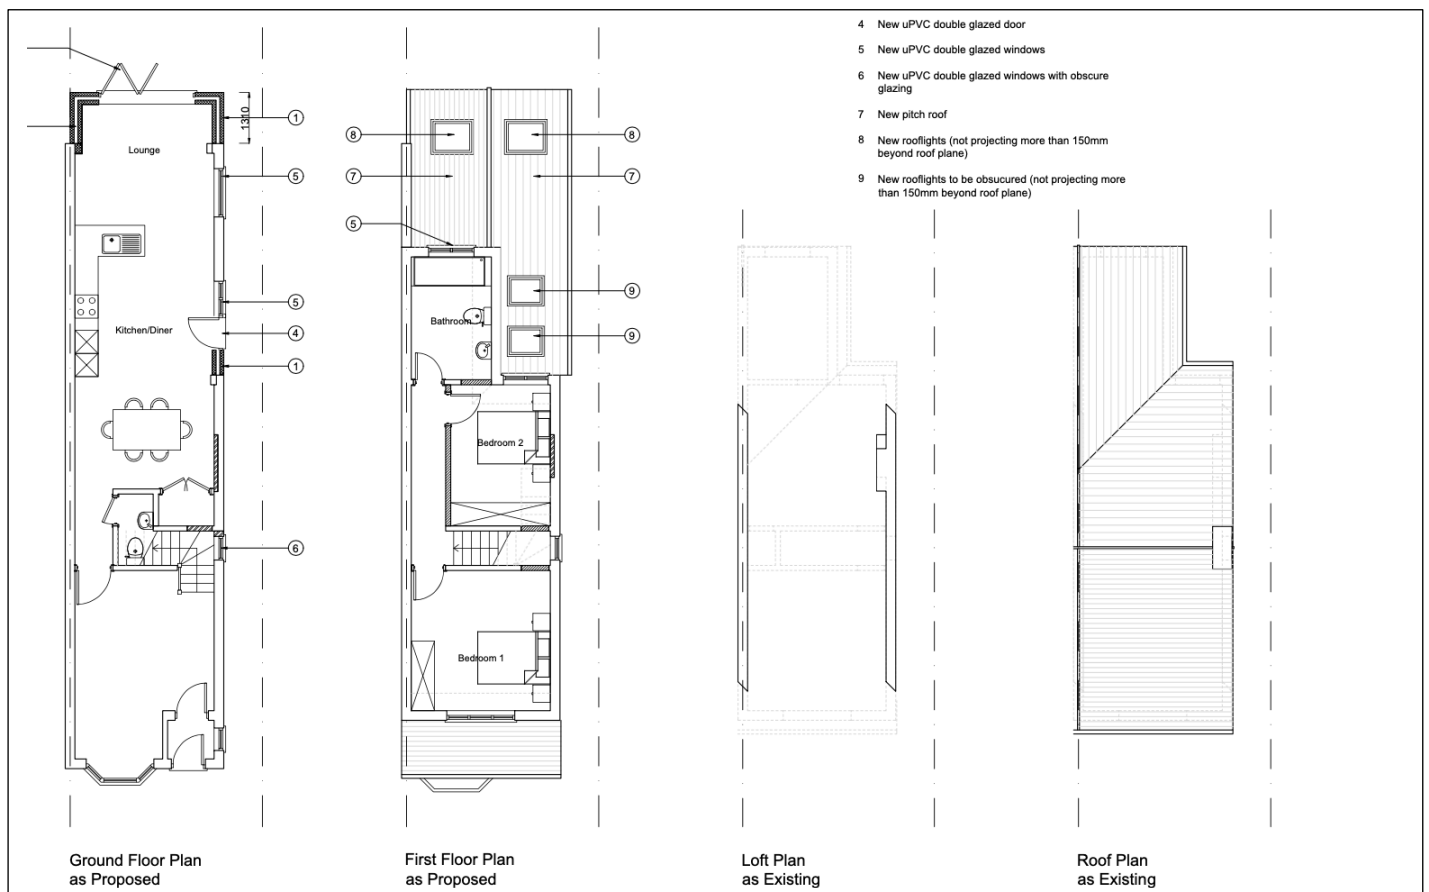 4 New uPVC double glazed door
5 New uPVC double glazed windows
6 New uPVC double glazed windows with obscure
glazing
7 New pitch roof
8 New rooflights (not projecting more than 150mm
beyond roof plane)
9 New rooflights to be obsucured (not projecting more
than 150mm beyond roof plane)
1310
1
Lounge
5
5
Kitchen/Diner
4
1
6
8
8
7
7
5
9
Bathroom
9
Bedroom 2
Bedroom 1
Ground Floor Plan
as Proposed
First Floor Plan
as Proposed
Loft Plan
as Existing
Roof Plan
as Existing